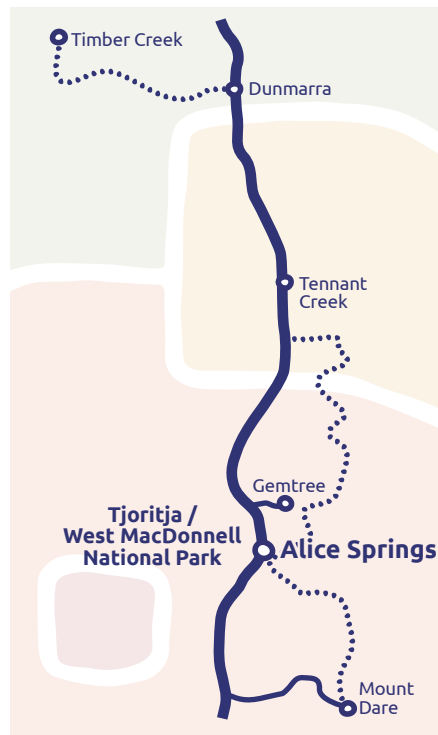 Timber Creek
Dunmarra
Tennant
Creek
Gemtree
Tjoritja /
West MacDonnell
National Park
Alice Springs
Mount
Dare